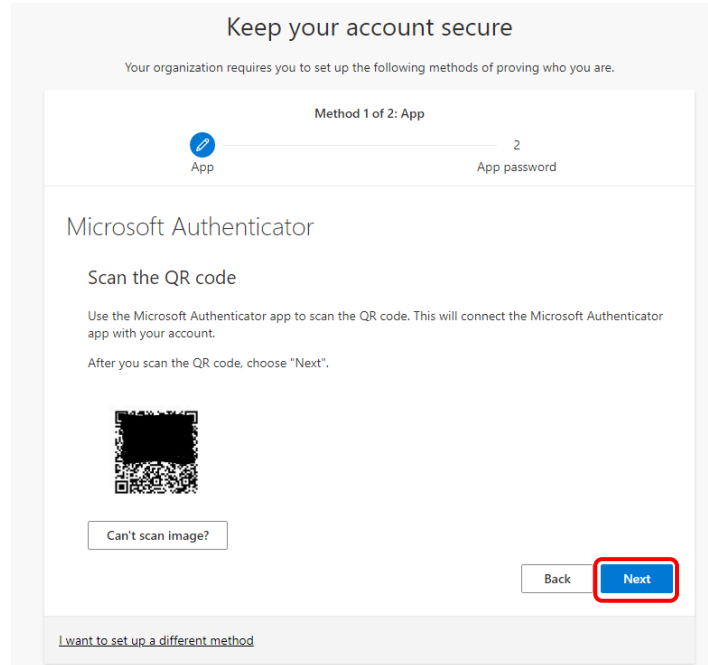 Keep your account secure
Your organization requires you to set up the following methods of proving who you are.
Method 1 of 2: App
2
App
App password
Microsoft Authenticator
Scan the QR code
Use the Microsoft Authenticator app to scan the QR code. This will connect the Microsoft Authenticator
app with your account.
After you scan the QR code, choose "Next".
Can't scan image?
Back
Next
I want to set up a different method